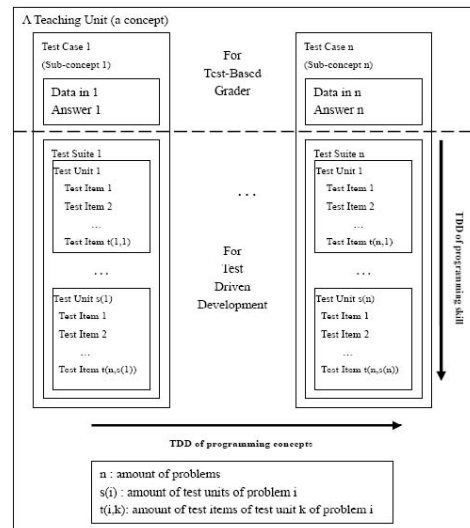 A Teaching Unit (a concept)
Test Case 1
(Sub-concept 1)
Data in 1
Answer 1
For
Test-Based
Grader
Test Case n
(Sub-concept n)
Data in n
Answer n
Test Suite 1
Test Unit 1
Test Item 1
Test Item 2
...
Test Item t(1,1)
...
Test Unit s(1)
Test Item 1
Test Item 2
...
Test Item t(n,s(1))
...
For
Test
Driven
Development
Test Suite n
Test Unit 1
Test Item 1
Test Item 2
...
Test Item t(n,1)
...
Test Unit s(n)
Test Item 1
Test Item 2
...
Test Item t(n,s(n))
TDD of programming skill
TDD of programming concepts
n : amount of problems
s(i) : amount of test units of problem i
t(i,k): amount of test items of test unit k of problem i